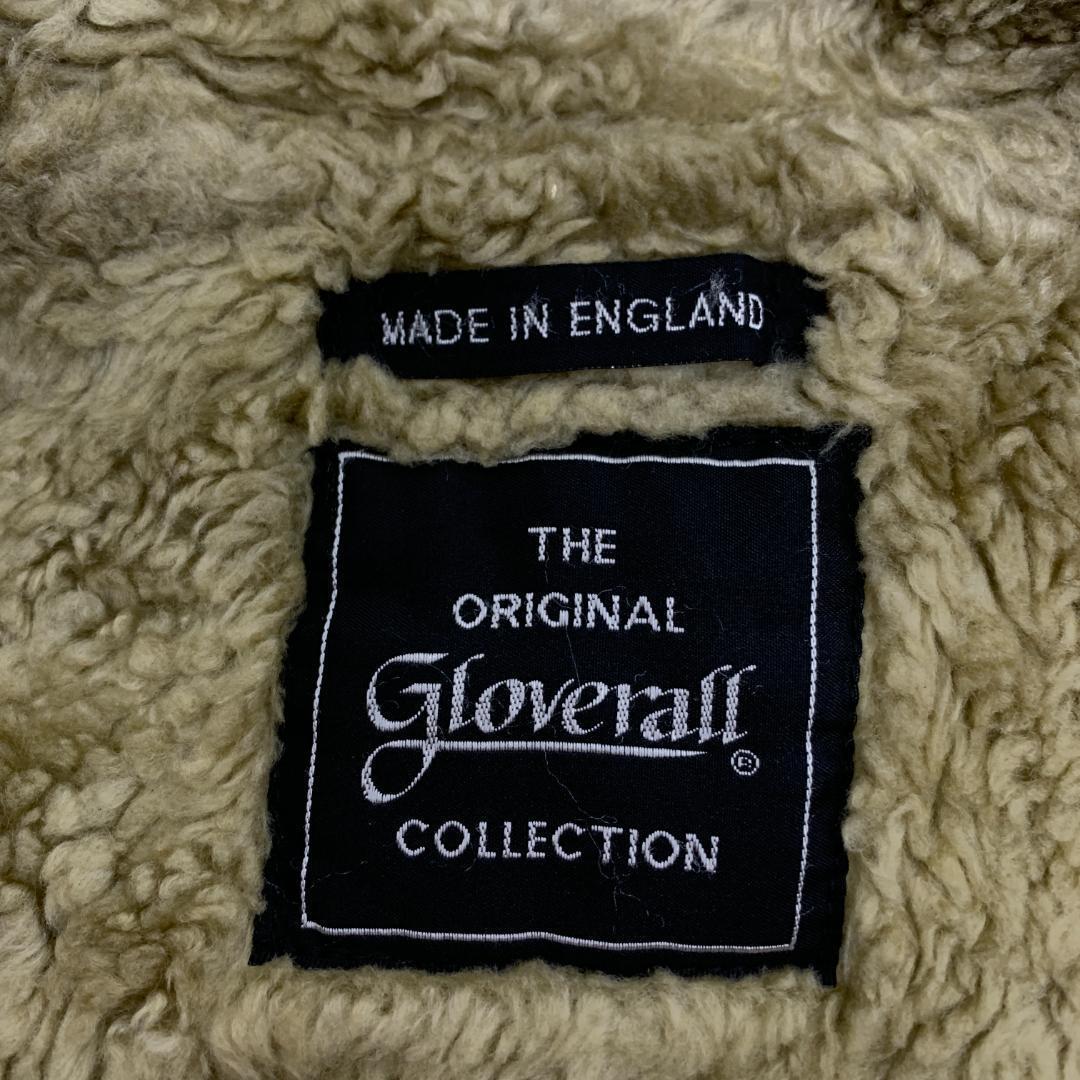 MADE IN ENGLAND
THE
ORIGINAL
Gloverall®
COLLECTION